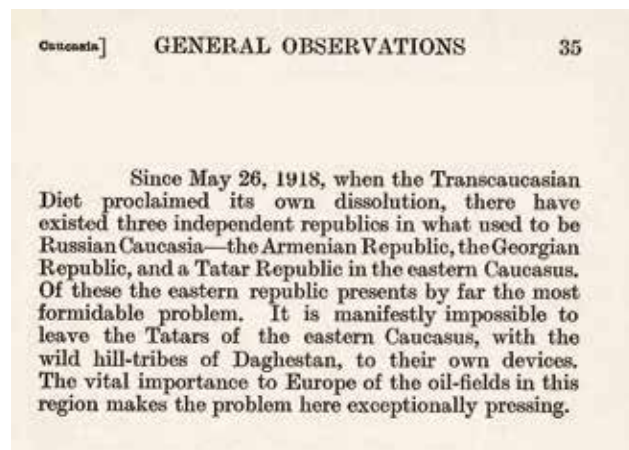 Caucasia] GENERAL OBSERVATIONS 35
Since May 26, 1918, when the Transcaucasian
Diet proclaimed its own dissolution, there have
existed three independent republics in what used to be
Russian Caucasia—the Armenian Republic, the Georgian
Republic, and a Tatar Republic in the eastern Caucasus.
Of these the eastern republic presents by far the most
formidable problem. It is manifestly impossible to
leave the Tatars of the eastern Caucasus, with the
wild hill-tribes of Daghestan, to their own devices.
The vital importance to Europe of the oil-fields in this
region makes the problem here exceptionally pressing.